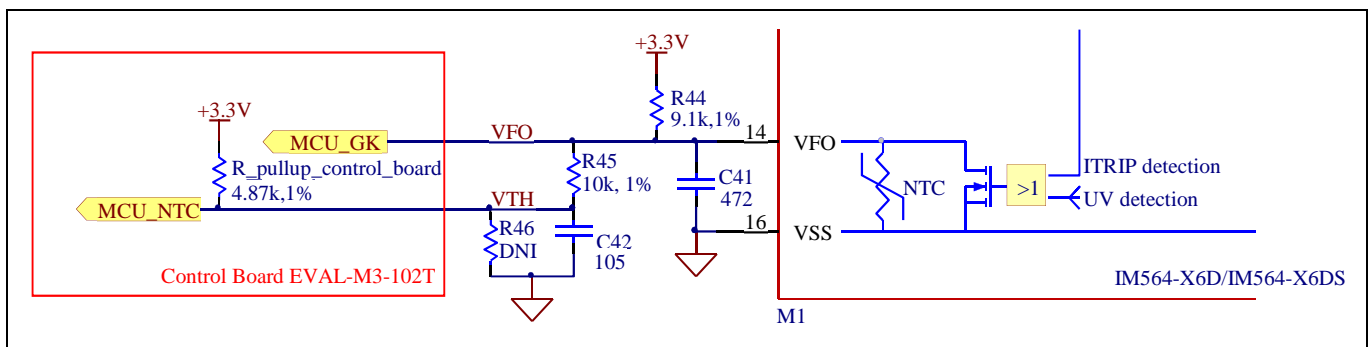 +3.3V
+3.3V
R44
9.1k,1%
MCU_GK
VFO
14
VFO
R_pullup_control_board
4.87k,1%
R45
10k, 1%
C41
472
NTC
>1
ITRIP detection
UV detection
MCU_NTC
VTH
R46
DNI
C42
105
16
VSS
Control Board EVAL-M3-102T
IM564-X6D/IM564-X6DS
M1